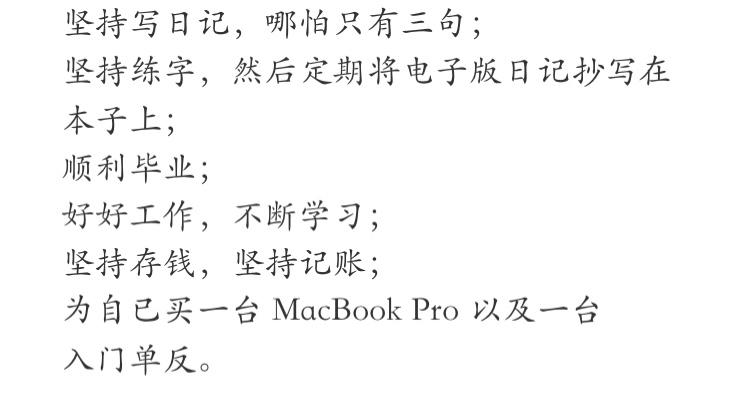 坚持写日记，哪怕只有三句；
坚持练字，然后定期将电子版日记抄写在
本子上；
顺利毕业；
好好工作，不断学习；
坚持存钱，坚持记账；
为自已买一台 MacBook Pro 以及一台
入门单反。